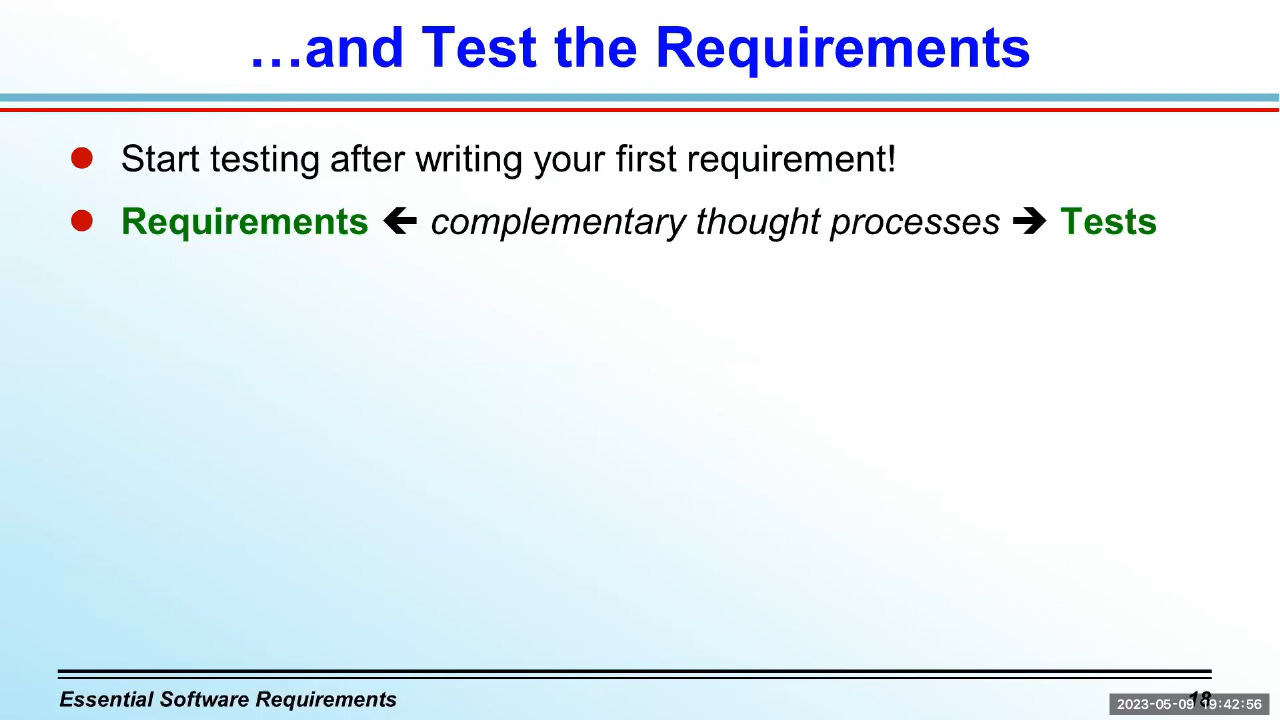 …and Test the Requirements
● Start testing after writing your first requirement!
● Requirements 🡸 complementary thought processes 🡺 Tests
Essential Software Requirements
18
2023-05-09 19:42:56